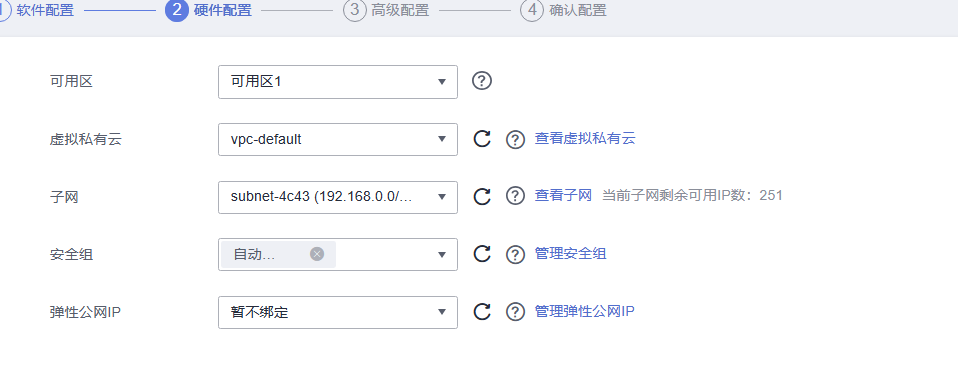 1 软件配置 2 硬件配置 3 高级配置 4 确认配置
可用区 可用区1 ?
虚拟私有云 vpc-default ? 查看虚拟私有云
子网 subnet-4c43 (192.168.0.0/... ? 查看子网 当前子网剩余可用IP数：251
安全组 自动... ? 管理安全组
弹性公网IP 暂不绑定 ? 管理弹性公网IP